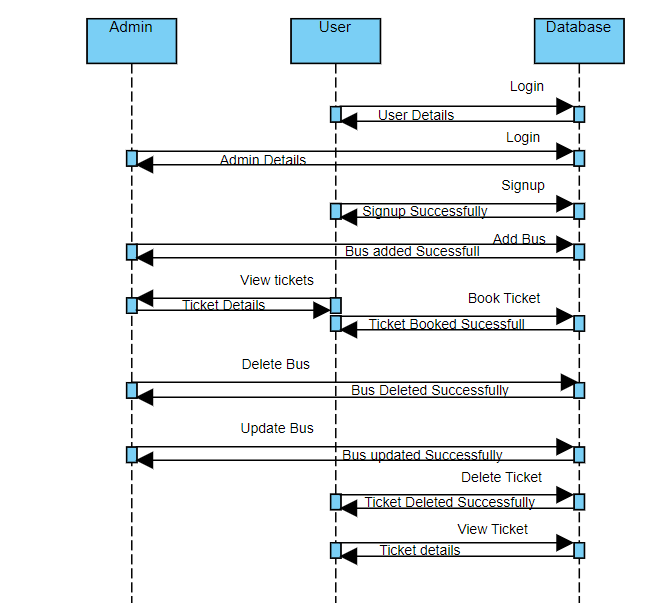 Admin
User
Database
Login
User Details
Login
Admin Details
Signup
Signup Successfully
Add Bus
Bus added Sucessfull
View tickets
Ticket Details
Book Ticket
Ticket Booked Sucessfull
Delete Bus
Bus Deleted Successfully
Update Bus
Bus updated Successfully
Delete Ticket
Ticket Deleted Successfully
View Ticket
Ticket details